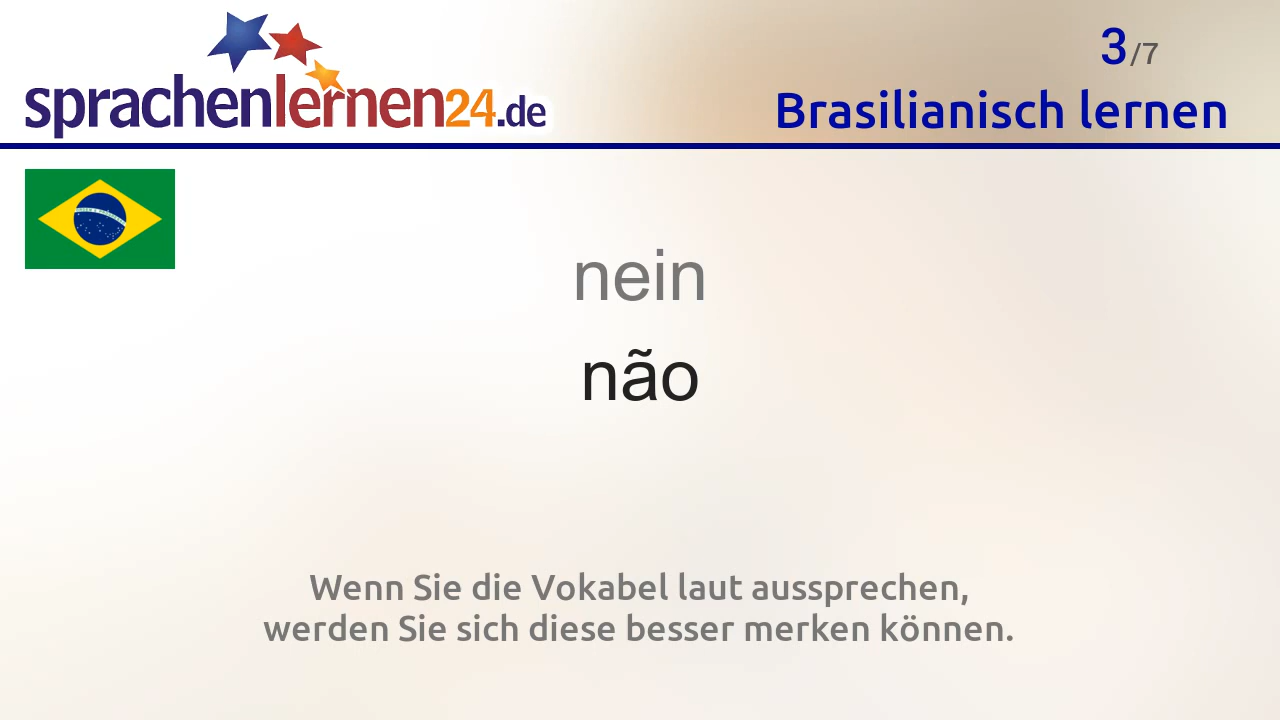 sprachenlernen24.de
3/7
Brasilianisch lernen
nein
não
Wenn Sie die Vokabel laut aussprechen,
werden Sie sich diese besser merken können.